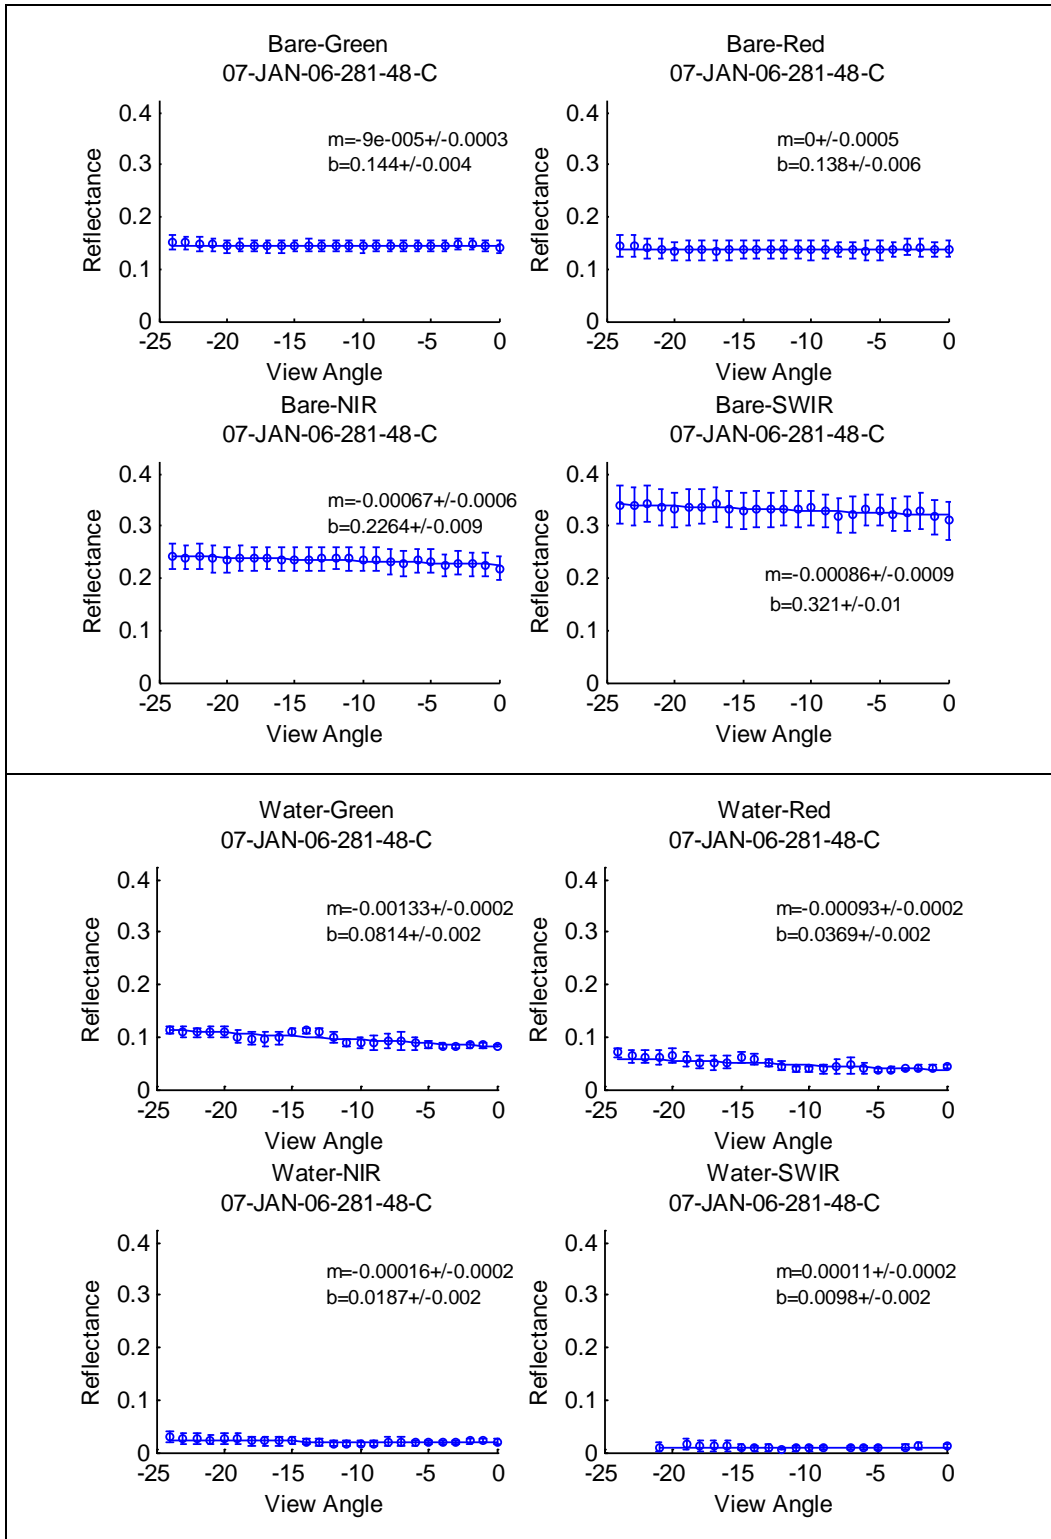 Bare-Green
07-JAN-06-281-48-C
m=-9e-005+/-0.0003
b=0.144+/-0.004
Reflectance
0.4
0.3
0.2
0.1
0
-25 -20 -15 -10 -5 0
View Angle
Bare-Red
07-JAN-06-281-48-C
m=0+/-0.0005
b=0.138+/-0.006
Reflectance
0.4
0.3
0.2
0.1
0
-25 -20 -15 -10 -5 0
View Angle
Bare-NIR
07-JAN-06-281-48-C
m=-0.00067+/-0.0006
b=0.2264+/-0.009
Reflectance
0.4
0.3
0.2
0.1
0
-25 -20 -15 -10 -5 0
View Angle
Bare-SWIR
07-JAN-06-281-48-C
m=-0.00086+/-0.0009
b=0.321+/-0.01
Reflectance
0.4
0.3
0.2
0.1
0
-25 -20 -15 -10 -5 0
View Angle
Water-Green
07-JAN-06-281-48-C
m=-0.00133+/-0.0002
b=0.0814+/-0.002
Reflectance
0.4
0.3
0.2
0.1
0
-25 -20 -15 -10 -5 0
View Angle
Water-Red
07-JAN-06-281-48-C
m=-0.00093+/-0.0002
b=0.0369+/-0.002
Reflectance
0.4
0.3
0.2
0.1
0
-25 -20 -15 -10 -5 0
View Angle
Water-NIR
07-JAN-06-281-48-C
m=-0.00016+/-0.0002
b=0.0187+/-0.002
Reflectance
0.4
0.3
0.2
0.1
0
-25 -20 -15 -10 -5 0
View Angle
Water-SWIR
07-JAN-06-281-48-C
m=0.00011+/-0.0002
b=0.0098+/-0.002
Reflectance
0.4
0.3
0.2
0.1
0
-25 -20 -15 -10 -5 0
View Angle